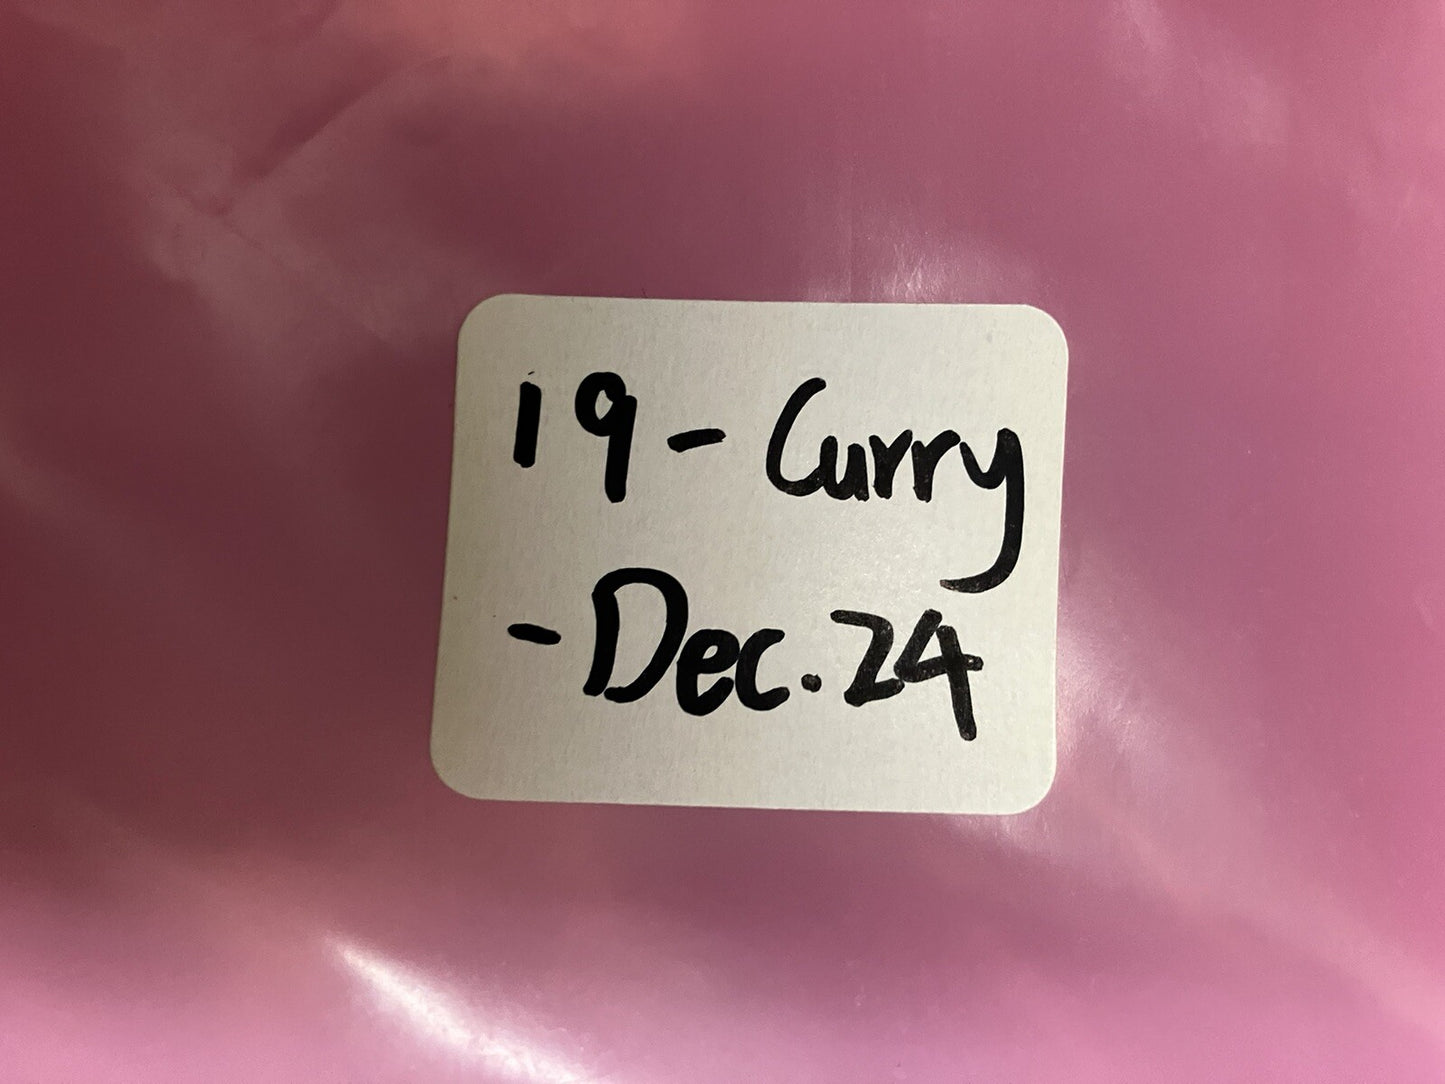 19 - Curry
- Dec. 24